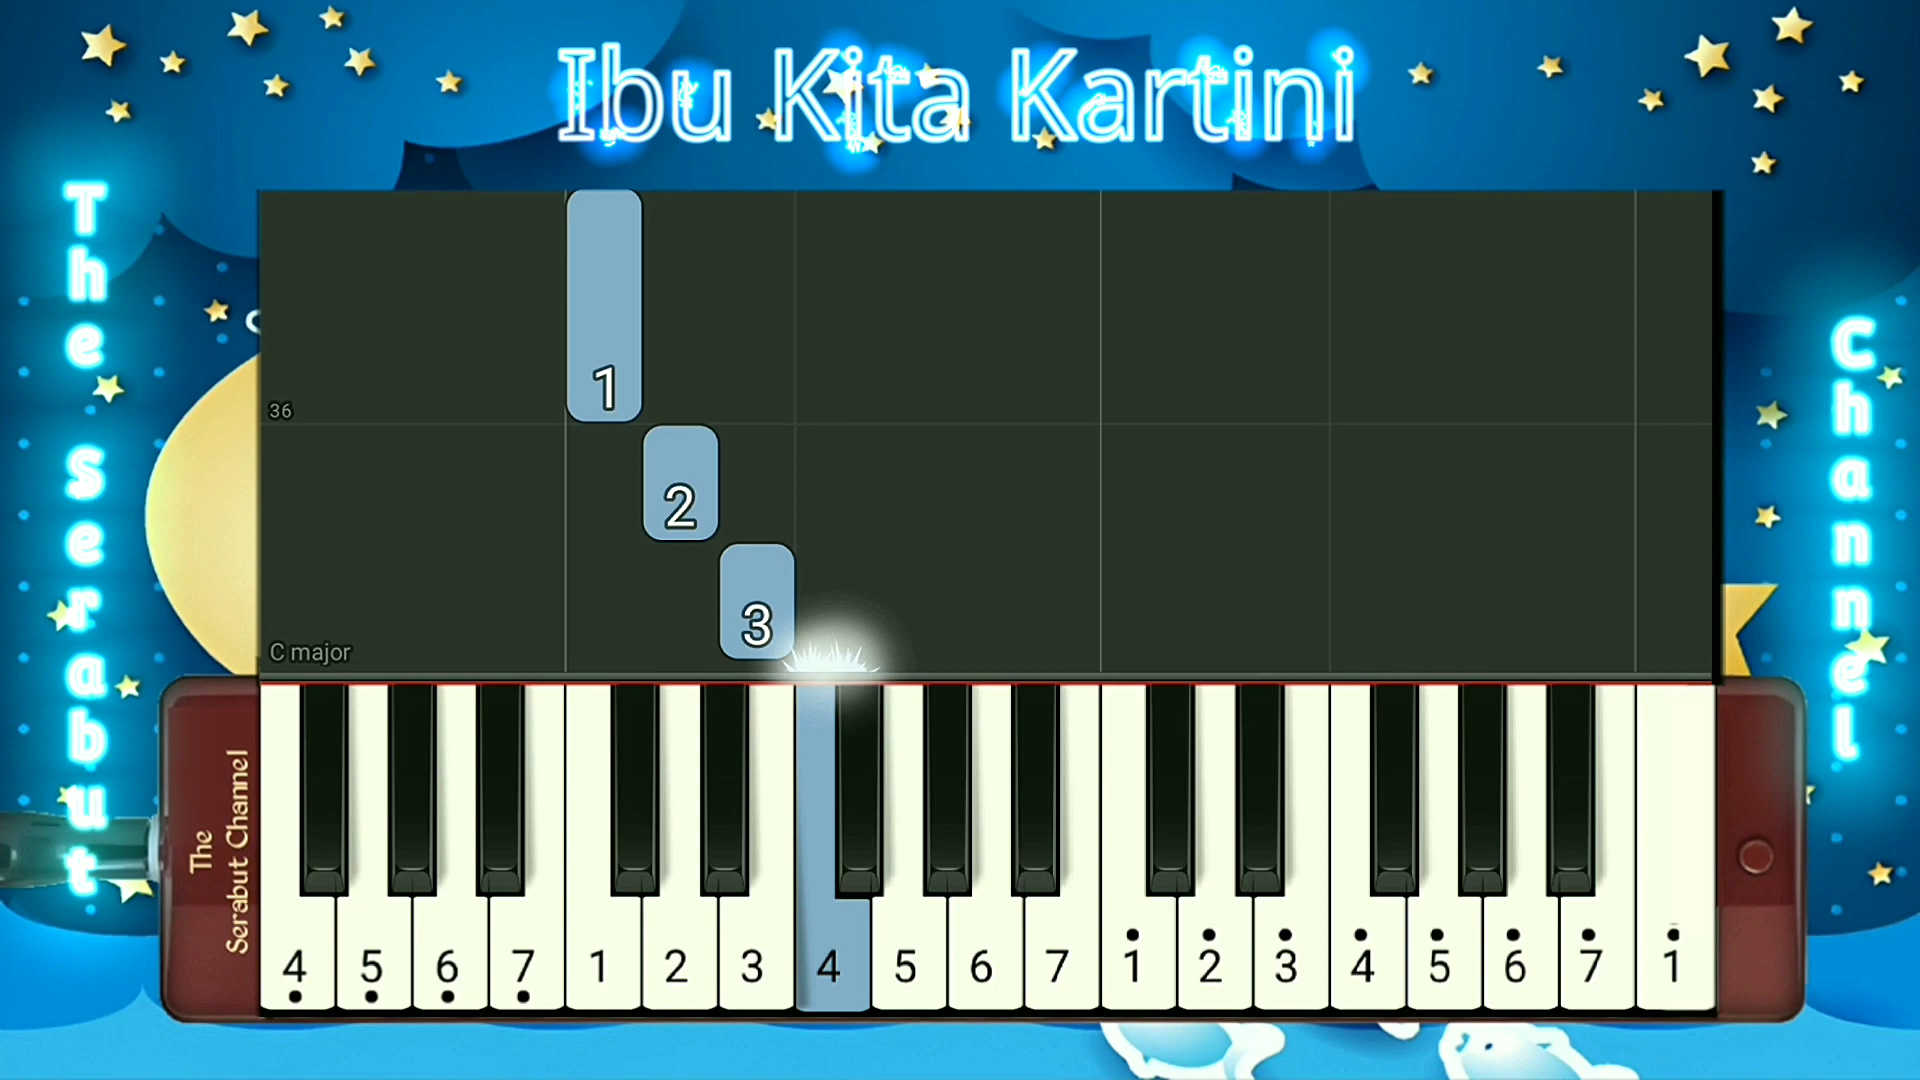 Ibu Kita Kartini
The Serabut
Channel
1
36
2
3
C major
The
Serabut Channel
4 5 6 7 1 2 3 4 5 6 7 1 2 3 4 5 6 7 1